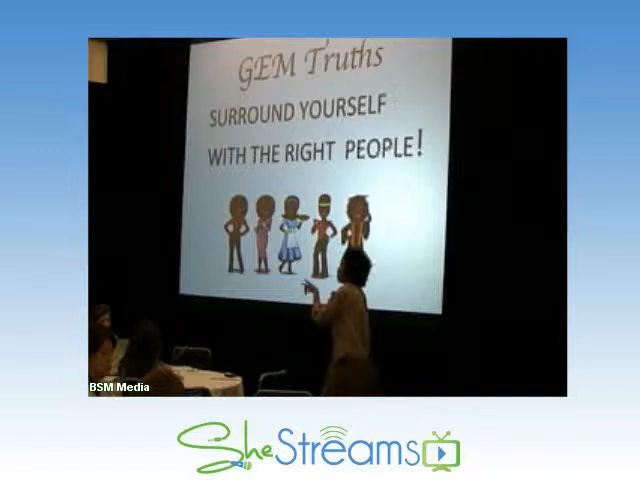 GEM Truths
SURROUND YOURSELF
WITH THE RIGHT PEOPLE!
BSM Media
SheStreams